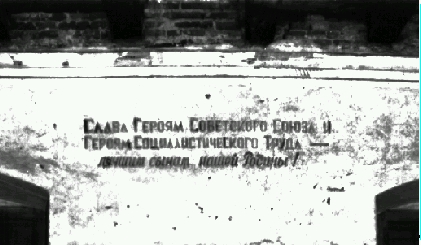 Слава Героям Советского Союза и
Героям Социалистического Труда —
лучшим сынам нашей Родины!